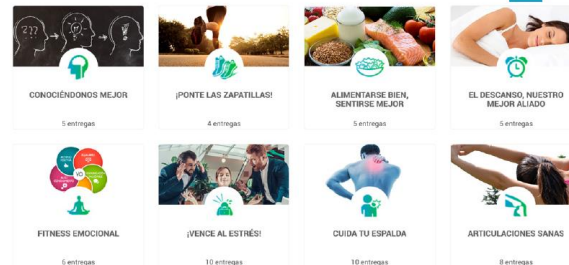 ???
!
CONOCIÉNDONOS MEJOR
5 entregas
¡PONTE LAS ZAPATILLAS!
4 entregas
ALIMENTARSE BIEN,
SENTIRSE MEJOR
5 entregas
EL DESCANSO, NUESTRO
MEJOR ALIADO
5 entregas
YO
FITNESS EMOCIONAL
6 entregas
¡VENCE AL ESTRÉS!
10 entregas
CUIDA TU ESPALDA
10 entregas
ARTICULACIONES SANAS
8 entregas